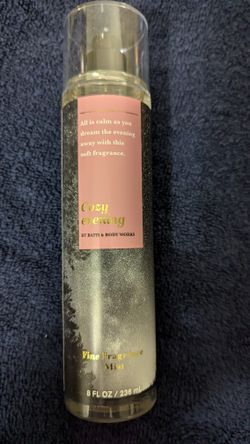 All is calm as you
dream the evening
away with this
soft fragrance.
Cozy
evening
BY BATH & BODY WORKS
Fine Fragrance
Mist
8 FL OZ / 236 mL